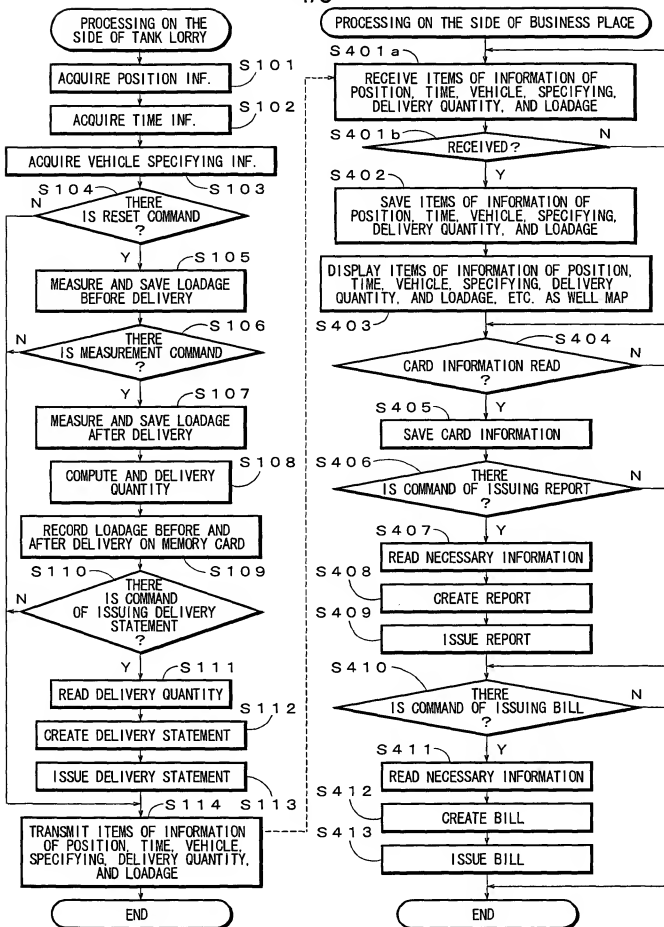 PROCESSING ON THE
SIDE OF TANK LORRY
S101
ACQUIRE POSITION INF.
S102
ACQUIRE TIME INF.
ACQUIRE VEHICLE SPECIFYING INF.
S104
S103
N
THERE
IS RESET COMMAND
?
Y
S105
MEASURE AND SAVE LOADAGE
BEFORE DELIVERY
S106
N
THERE
IS MEASUREMENT COMMAND
?
Y
S107
MEASURE AND SAVE LOADAGE
AFTER DELIVERY
S108
COMPUTE AND DELIVERY
QUANTITY
RECORD LOADAGE BEFORE AND
AFTER DELIVERY ON MEMORY CARD
S110
S109
N
THERE
IS COMMAND
OF ISSUING DELIVERY
STATEMENT
?
Y
S111
READ DELIVERY QUANTITY
S112
CREATE DELIVERY STATEMENT
ISSUE DELIVERY STATEMENT
S114
S113
TRANSMIT ITEMS OF INFORMATION
OF POSITION, TIME, VEHICLE,
SPECIFYING, DELIVERY QUANTITY,
AND LOADAGE
END
PROCESSING ON THE SIDE OF BUSINESS PLACE
S401a
RECEIVE ITEMS OF INFORMATION OF
POSITION, TIME, VEHICLE, SPECIFYING,
DELIVERY QUANTITY, AND LOADAGE
S401b
N
RECEIVED?
S402
Y
SAVE ITEMS OF INFORMATION OF
POSITION, TIME, VEHICLE, SPECIFYING,
DELIVERY QUANTITY, AND LOADAGE
DISPLAY ITEMS OF INFORMATION OF POSITION,
TIME, VEHICLE, SPECIFYING, DELIVERY
QUANTITY, AND LOADAGE, ETC. AS WELL MAP
S403
S404
CARD INFORMATION READ
?
N
Y
S405
SAVE CARD INFORMATION
S406
THERE
IS COMMAND OF ISSUING REPORT
?
N
Y
S407
READ NECESSARY INFORMATION
S408
CREATE REPORT
S409
ISSUE REPORT
S410
THERE
IS COMMAND OF ISSUING BILL
?
N
Y
S411
READ NECESSARY INFORMATION
S412
CREATE BILL
S413
ISSUE BILL
END